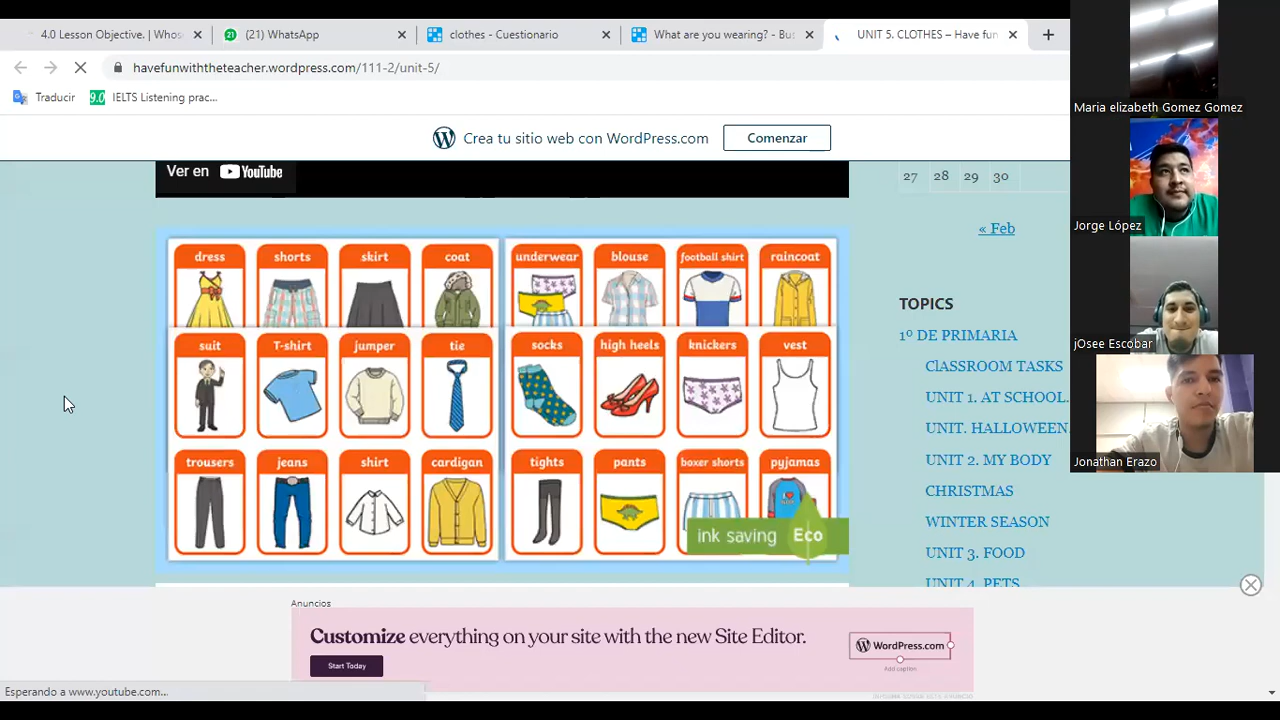 4.0 Lesson Objective. | Whos
(21) WhatsApp
clothes - Cuestionario
What are you wearing? - Bus
UNIT 5. CLOTHES – Have fun
havefunwiththeteacher.wordpress.com/111-2/unit-5/
Traducir
9.0 IELTS Listening prac...
Crea tu sitio web con WordPress.com
Comenzar
Ver en YouTube
dress shorts skirt coat underwear blouse football shirt raincoat
suit T-shirt jumper tie socks high heels knickers vest
trousers jeans shirt cardigan tights pants boxer shorts pyjamas
ink saving Eco
27 28 29 30
« Feb
TOPICS
1º DE PRIMARIA
ClASSROOM TASKS
UNIT 1. AT SCHOOL.
UNIT. HALLOWEEN.
UNIT 2. MY BODY
CHRISTMAS
WINTER SEASON
UNIT 3. FOOD
UNIT 4. PETS
Maria elizabeth Gomez Gomez
Jorge López
jOsee Escobar
Jonathan Erazo
Anuncios
Customize everything on your site with the new Site Editor.
Start Today
WordPress.com
Add caption
Esperando a www.youtube.com...